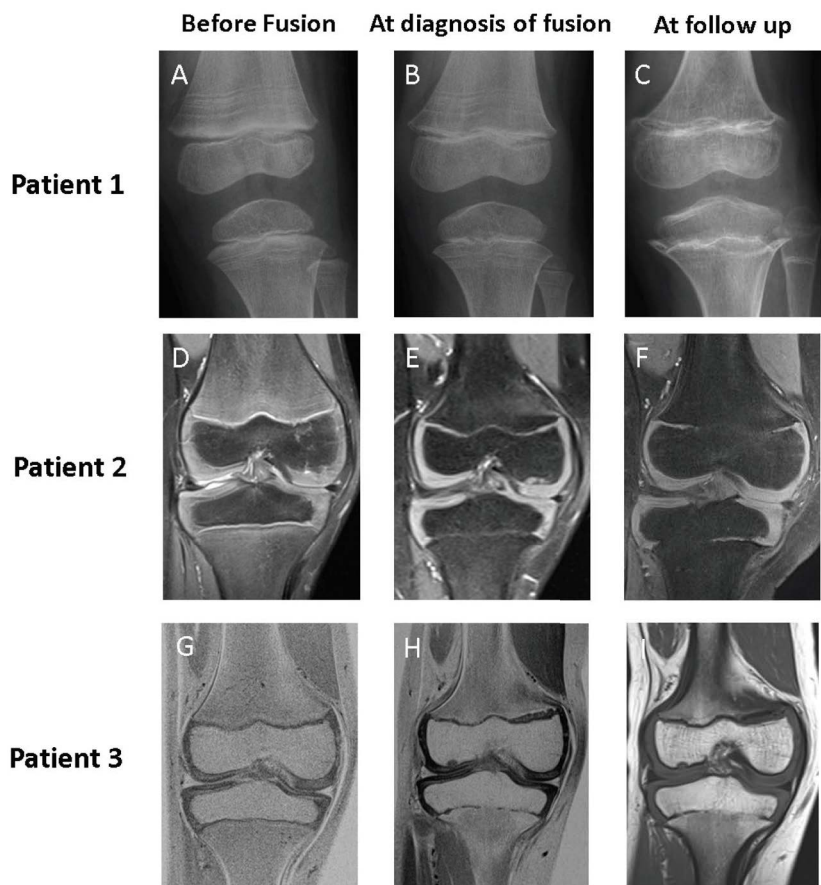 Before Fusion
At diagnosis of fusion
At follow up
Patient 1
A
B
C
Patient 2
D
E
F
Patient 3
G
H
I